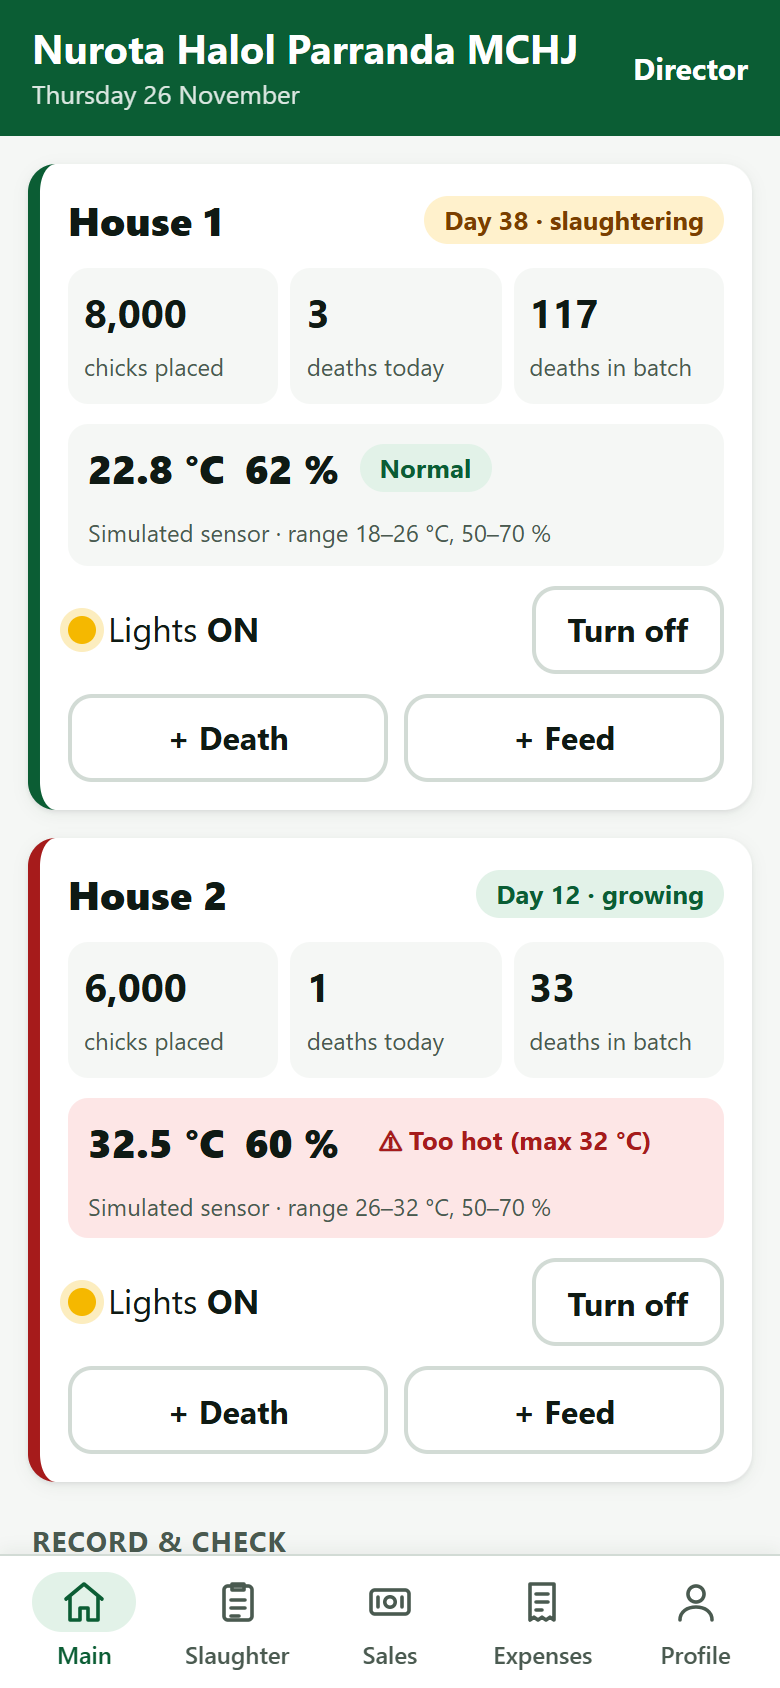 Nurota Halol Parranda MCHJ
Thursday 26 November
Director
House 1
Day 38 · slaughtering
8,000
chicks placed
3
deaths today
117
deaths in batch
22.8 °C 62 %
Normal
Simulated sensor · range 18–26 °C, 50–70 %
Lights ON
Turn off
+ Death
+ Feed
House 2
Day 12 · growing
6,000
chicks placed
1
deaths today
33
deaths in batch
32.5 °C 60 %
⚠ Too hot (max 32 °C)
Simulated sensor · range 26–32 °C, 50–70 %
Lights ON
Turn off
+ Death
+ Feed
RECORD & CHECK
Main
Slaughter
Sales
Expenses
Profile